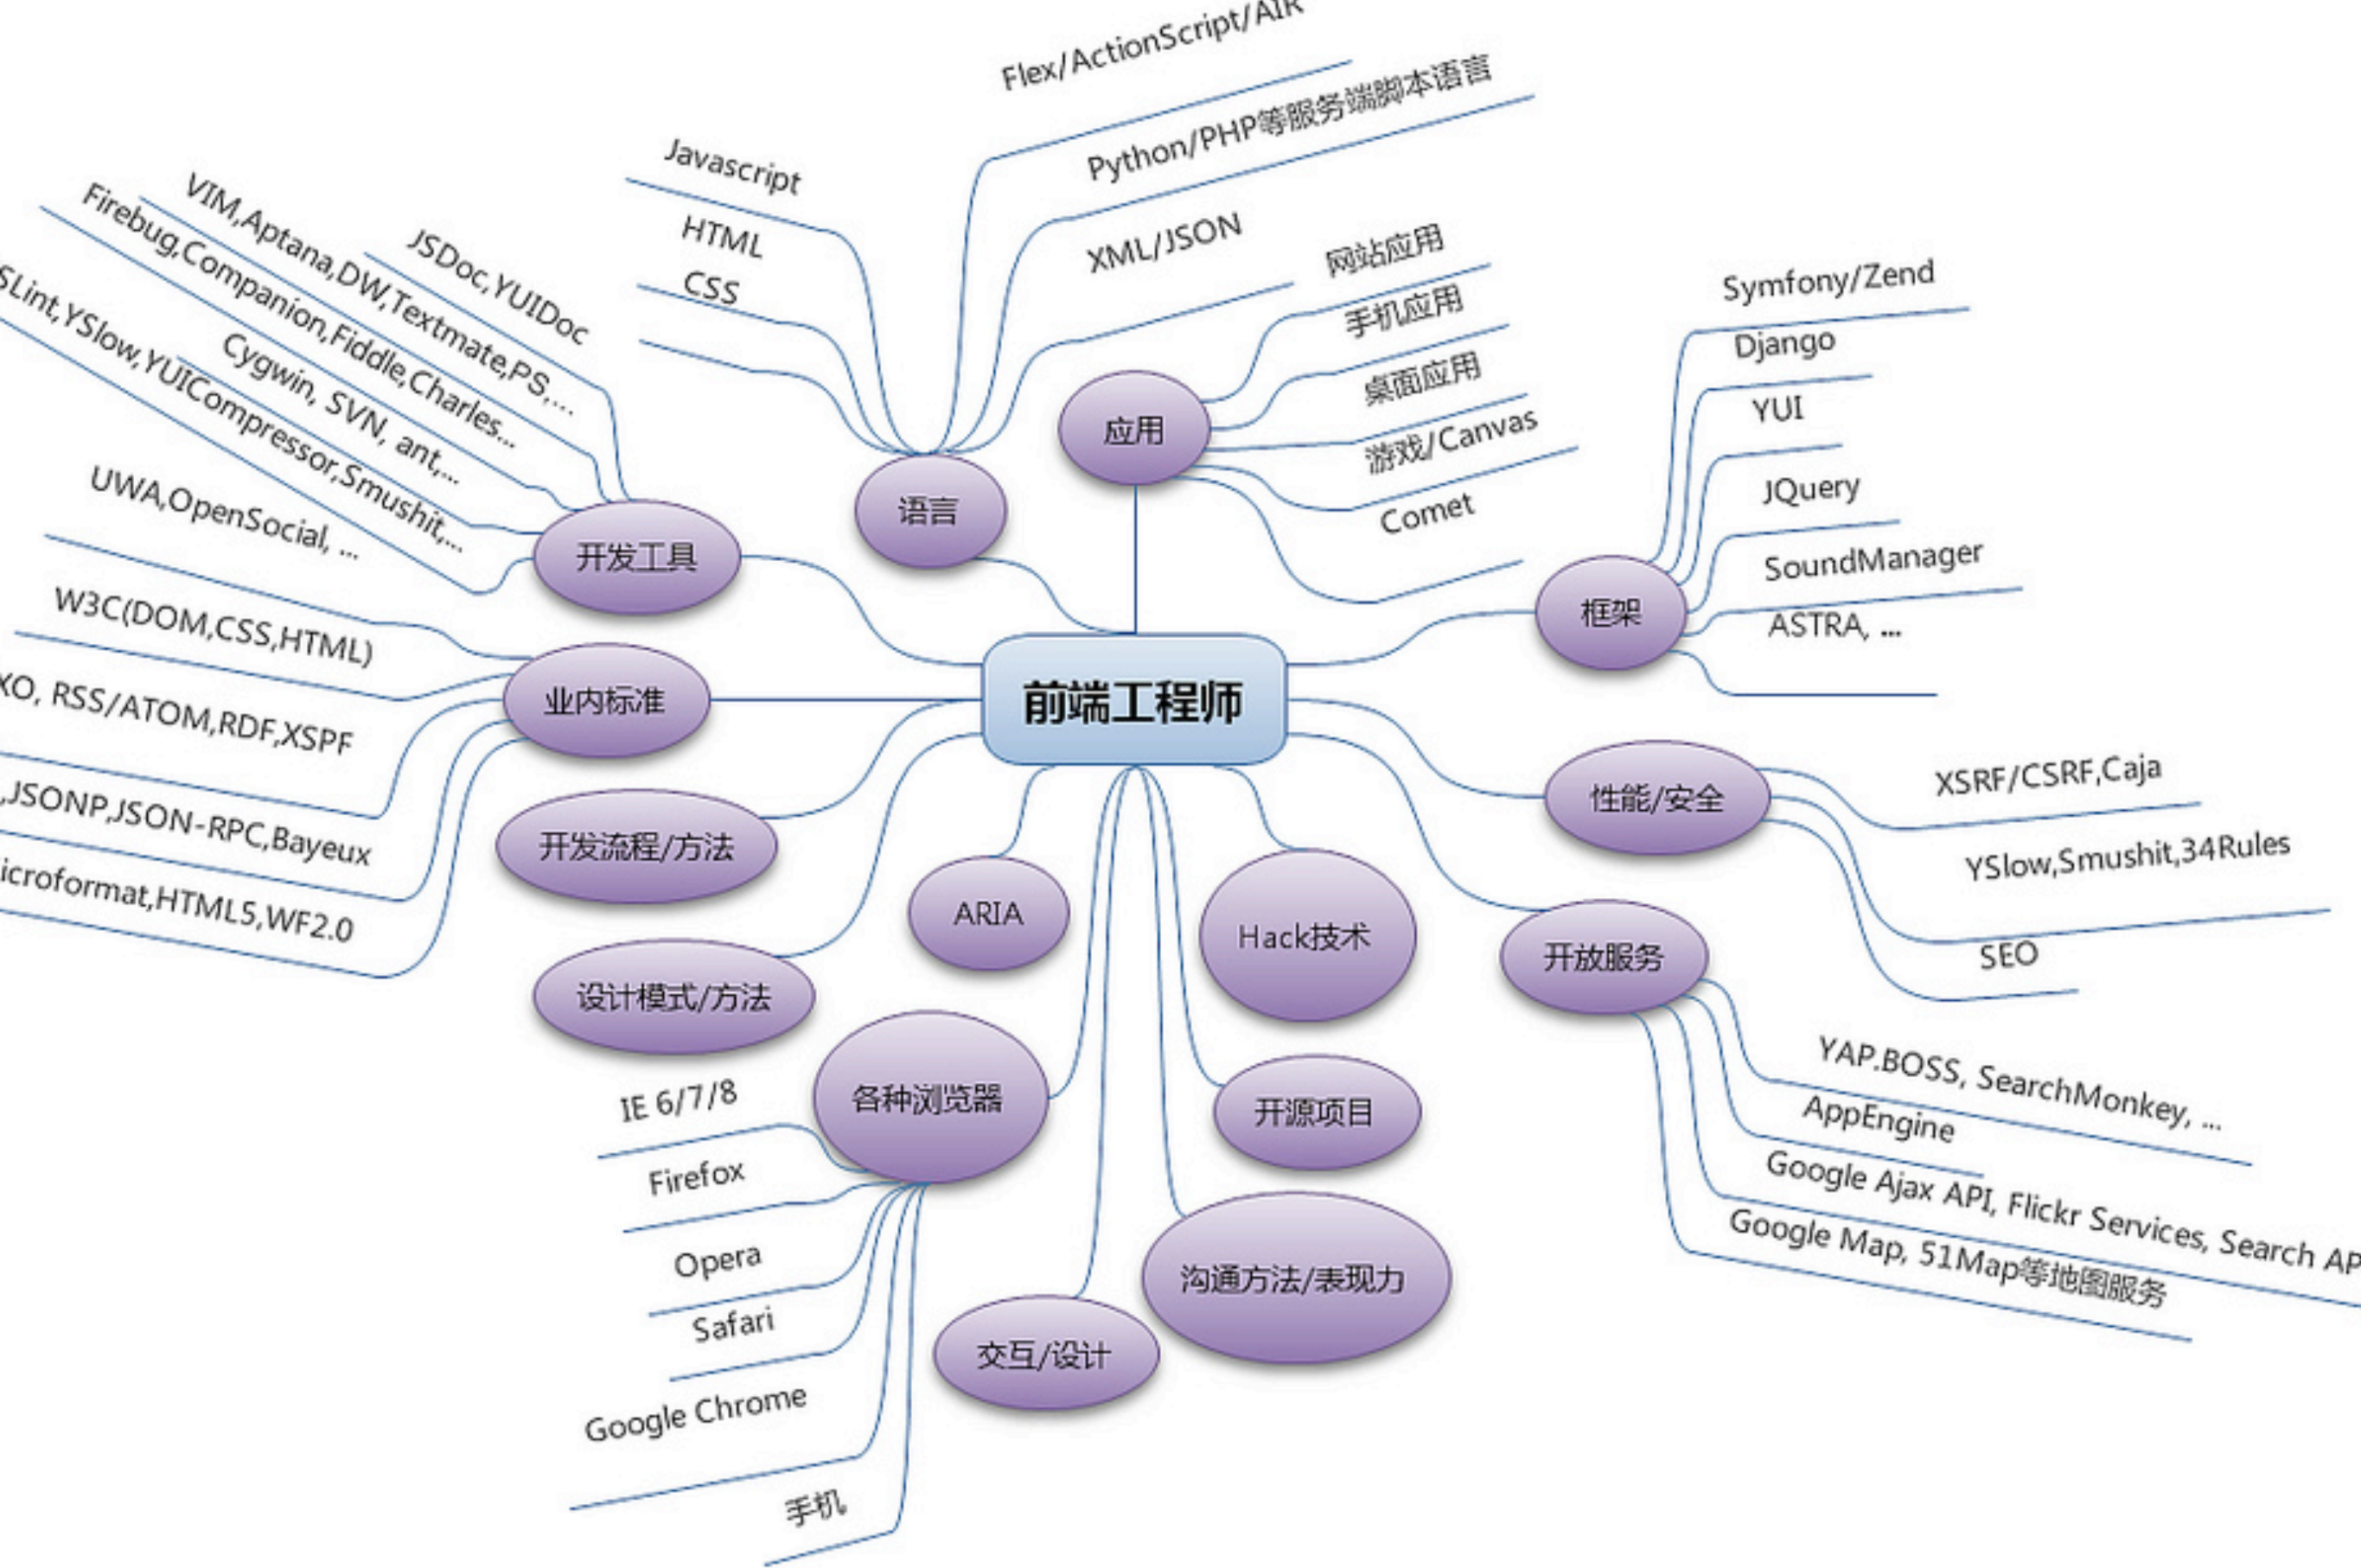 前端工程师
语言
Javascript
HTML
CSS
Flex/ActionScript/AIR
Python/PHP等服务端脚本语言
XML/JSON
应用
网站应用
手机应用
桌面应用
游戏/Canvas
Comet
框架
Symfony/Zend
Django
YUI
JQuery
SoundManager
ASTRA, ...
性能/安全
XSRF/CSRF,Caja
YSlow,Smushit,34Rules
SEO
开放服务
YAP.BOSS, SearchMonkey, ...
AppEngine
Google Ajax API, Flickr Services, Search AP
Google Map, 51Map等地图服务
Hack技术
开源项目
沟通方法/表现力
交互/设计
ARIA
各种浏览器
IE 6/7/8
Firefox
Opera
Safari
Google Chrome
手机
设计模式/方法
开发流程/方法
业内标准
UWA,OpenSocial, ...
W3C(DOM,CSS,HTML)
XO, RSS/ATOM,RDF,XSPF
,JSONP,JSON-RPC,Bayeux
icroformat,HTML5,WF2.0
开发工具
JSDoc,YUIDoc
VIM,Aptana,DW,Textmate,PS,...
Firebug,Companion,Fiddle,Charles...
Cygwin, SVN, ant,...
SLint,YSlow,YUICompressor,Smushit,...